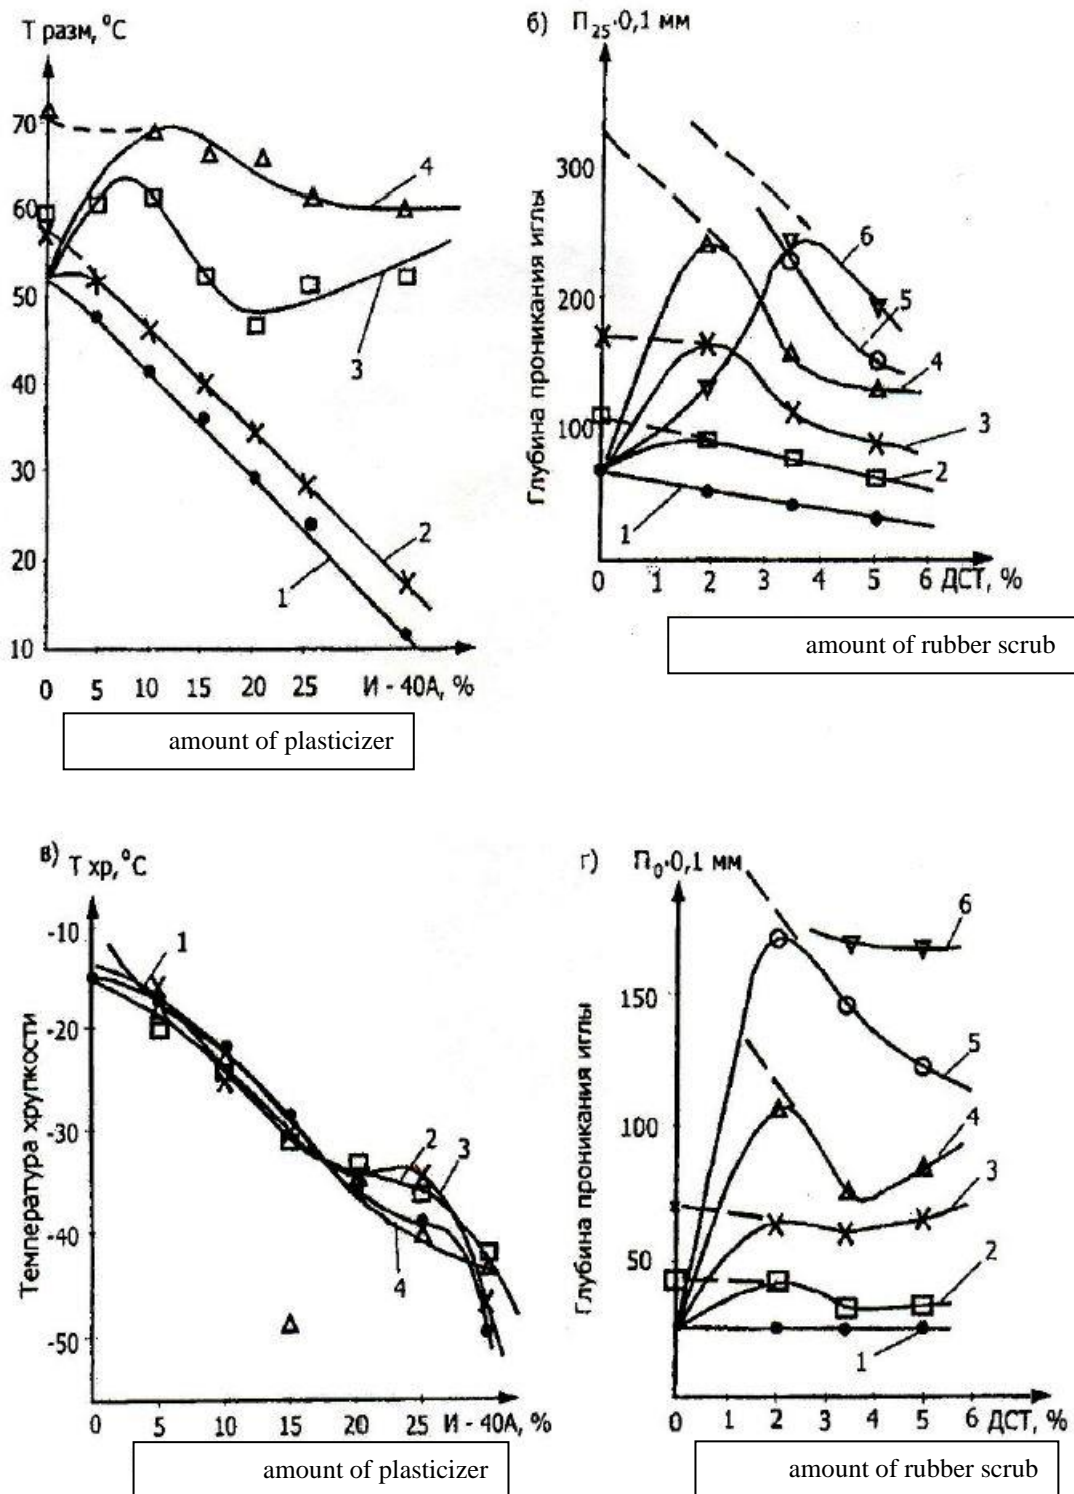 T разм, °C
70
60
50
40
30
20
10
0 5 10 15 20 25 И - 40А, %
4
3
2
1
amount of plasticizer
б) П25·0,1 мм
Глубина проникания иглы
300
200
100
0 1 2 3 4 5 6 ДСТ, %
6
5
4
3
2
1
amount of rubber scrub
в) T хр, °C
Температура хрупкости
-10
-20
-30
-40
-50
0 5 10 15 20 25 И - 40А, %
1
2
3
4
amount of plasticizer
г) П0·0,1 мм
Глубина проникания иглы
150
100
50
0 1 2 3 4 5 6 ДСТ, %
6
5
4
3
2
1
amount of rubber scrub